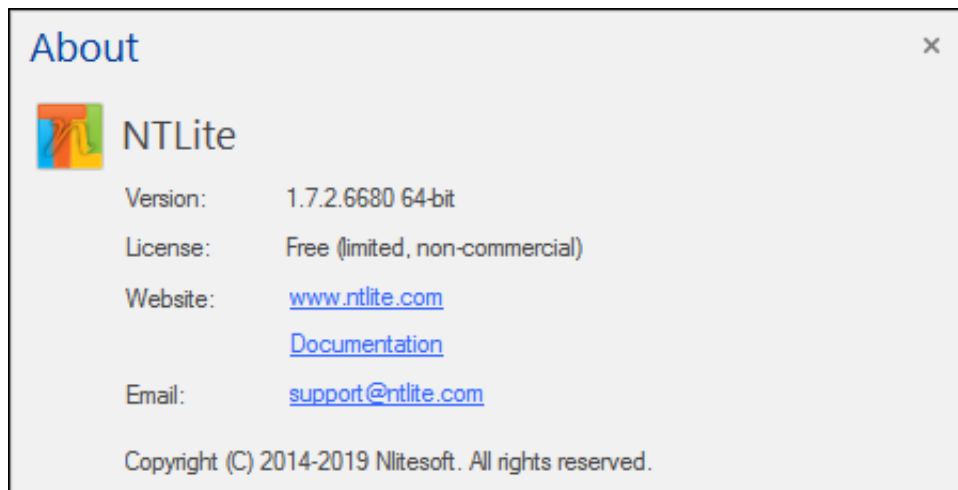 About
NTLite
Version: 1.7.2.6680 64-bit
License: Free (limited, non-commercial)
Website: www.ntlite.com
Documentation
Email: support@ntlite.com
Copyright (C) 2014-2019 Nlitesoft. All rights reserved.